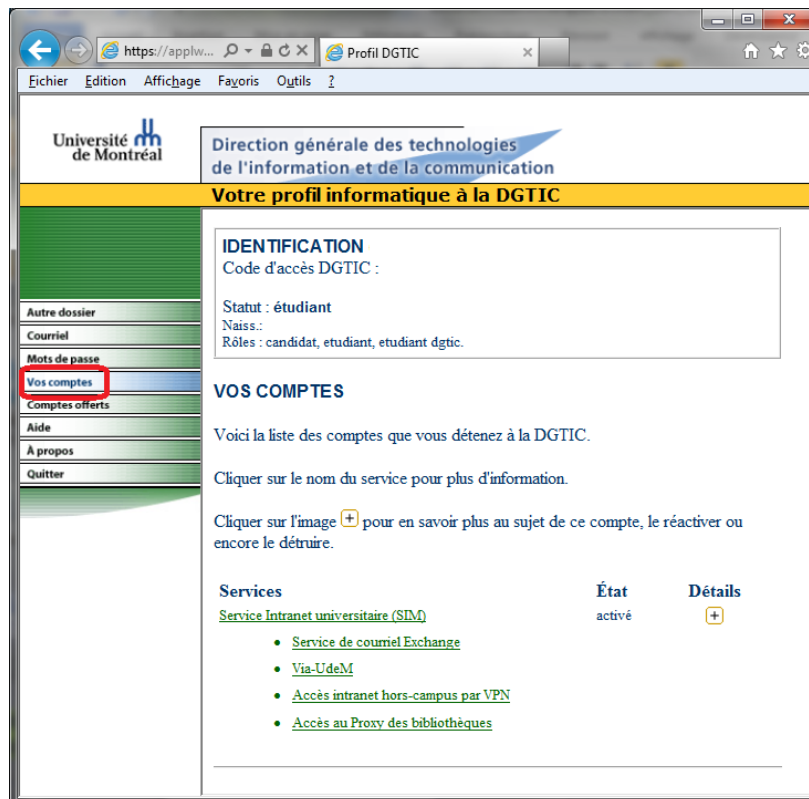 https://applw...
Profil DGTIC
Fichier Edition Affichage Favoris Outils ?
Université
de Montréal
Direction générale des technologies
de l'information et de la communication
Votre profil informatique à la DGTIC
IDENTIFICATION
Code d'accès DGTIC :
Statut : étudiant
Naiss.:
Rôles : candidat, etudiant, etudiant dgtic.
Autre dossier
Courriel
Mots de passe
Vos comptes
Comptes offerts
Aide
À propos
Quitter
VOS COMPTES
Voici la liste des comptes que vous détenez à la DGTIC.
Cliquer sur le nom du service pour plus d'information.
Cliquer sur l'image + pour en savoir plus au sujet de ce compte, le réactiver ou
encore le détruire.
Services État Détails
Service Intranet universitaire (SIM) activé +
• Service de courriel Exchange
• Via-UdeM
• Accès intranet hors-campus par VPN
• Accès au Proxy des bibliothèques